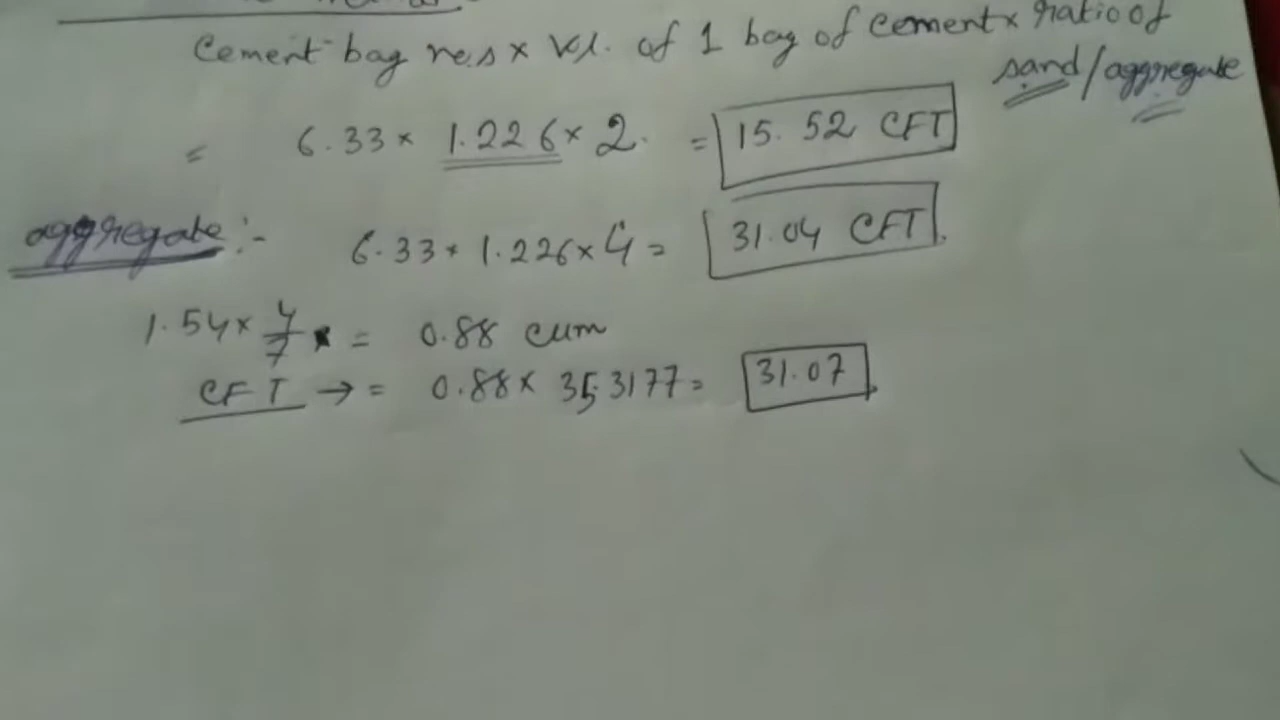 Cement bag nes x Vol. of 1 bag of cement x ratio of
sand/aggregate
= 6.33 x 1.226 x 2. = 15.52 CFT
aggregate :- 6.33 x 1.226 x 4 = 31.04 CFT.
1.54 x 4/7 x = 0.88 cum
CFT → = 0.88 x 35.3177 = 31.07